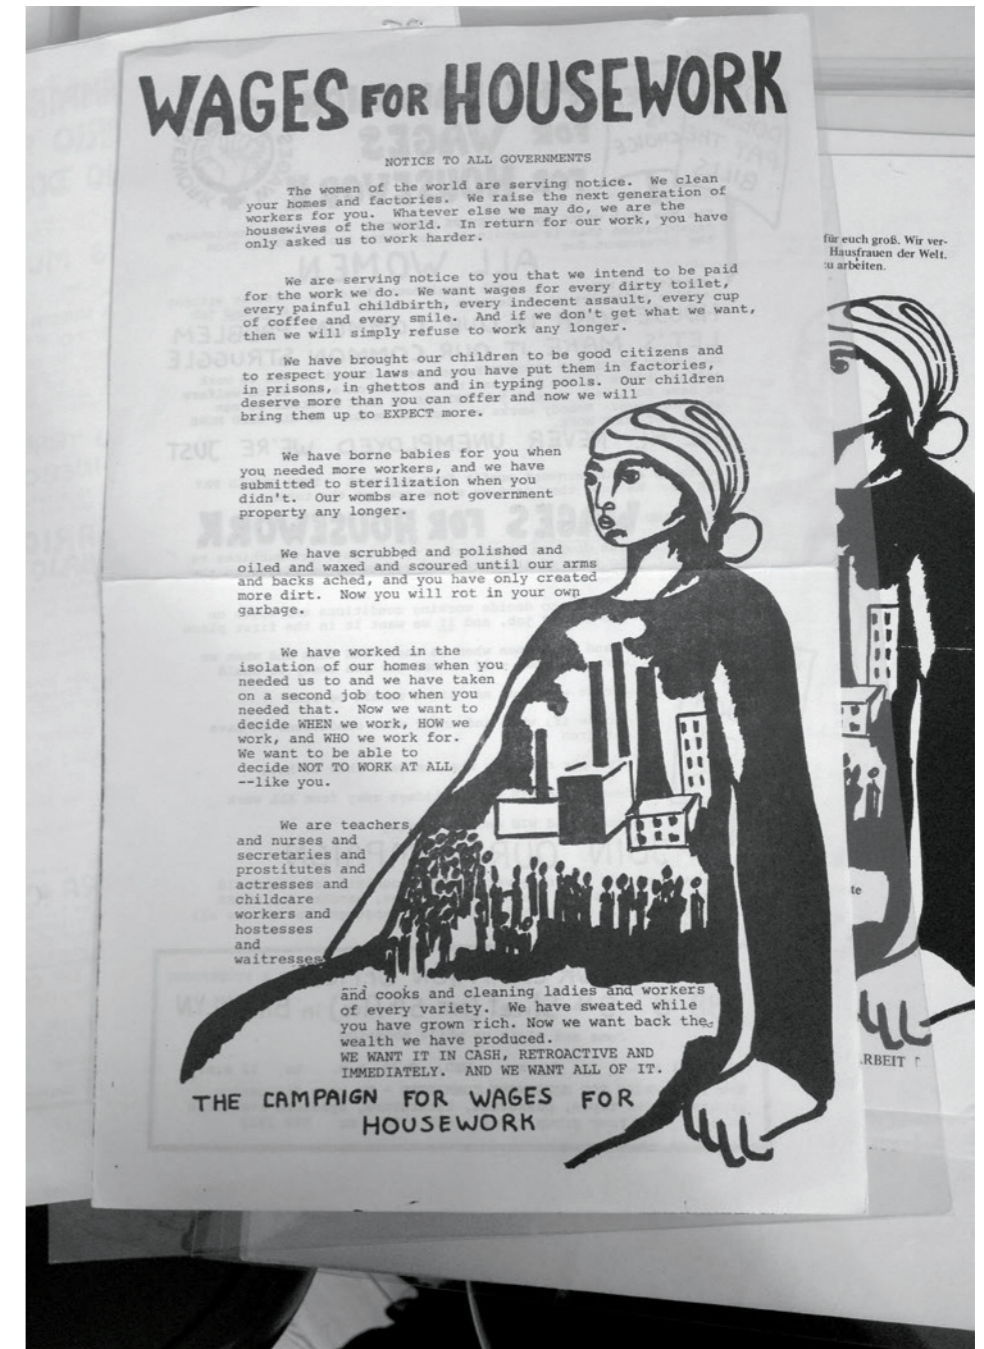 WAGES FOR HOUSEWORK
NOTICE TO ALL GOVERNMENTS
The women of the world are serving notice. We clean
your homes and factories. We raise the next generation of
workers for you. Whatever else we may do, we are the
housewives of the world. In return for our work, you have
only asked us to work harder.
We are serving notice to you that we intend to be paid
for the work we do. We want wages for every dirty toilet,
every painful childbirth, every indecent assault, every cup
of coffee and every smile. And if we don't get what we want,
then we will simply refuse to work any longer.
We have brought our children to be good citizens and
to respect your laws and you have put them in factories,
in prisons, in ghettos and in typing pools. Our children
deserve more than you can offer and now we will
bring them up to EXPECT more.
We have borne babies for you when
you needed more workers, and we have
submitted to sterilization when you
didn't. Our wombs are not government
property any longer.
We have scrubbed and polished and
oiled and waxed and scoured until our arms
and backs ached, and you have only created
more dirt. Now you will rot in your own
garbage.
We have worked in the
isolation of our homes when you
needed us to and we have taken
on a second job too when you
needed that. Now we want to
decide WHEN we work, HOW we
work, and WHO we work for.
We want to be able to
decide NOT TO WORK AT ALL
--like you.
We are teachers
and nurses and
secretaries and
prostitutes and
actresses and
childcare
workers and
hostesses
and
waitresses
and cooks and cleaning ladies and workers
of every variety. We have sweated while
you have grown rich. Now we want back the
wealth we have produced.
WE WANT IT IN CASH, RETROACTIVE AND
IMMEDIATELY. AND WE WANT ALL OF IT.
THE CAMPAIGN FOR WAGES FOR
HOUSEWORK
für euch groß. Wir ver-
Hausfrauen der Welt.
zu arbeiten.
te
RBEIT